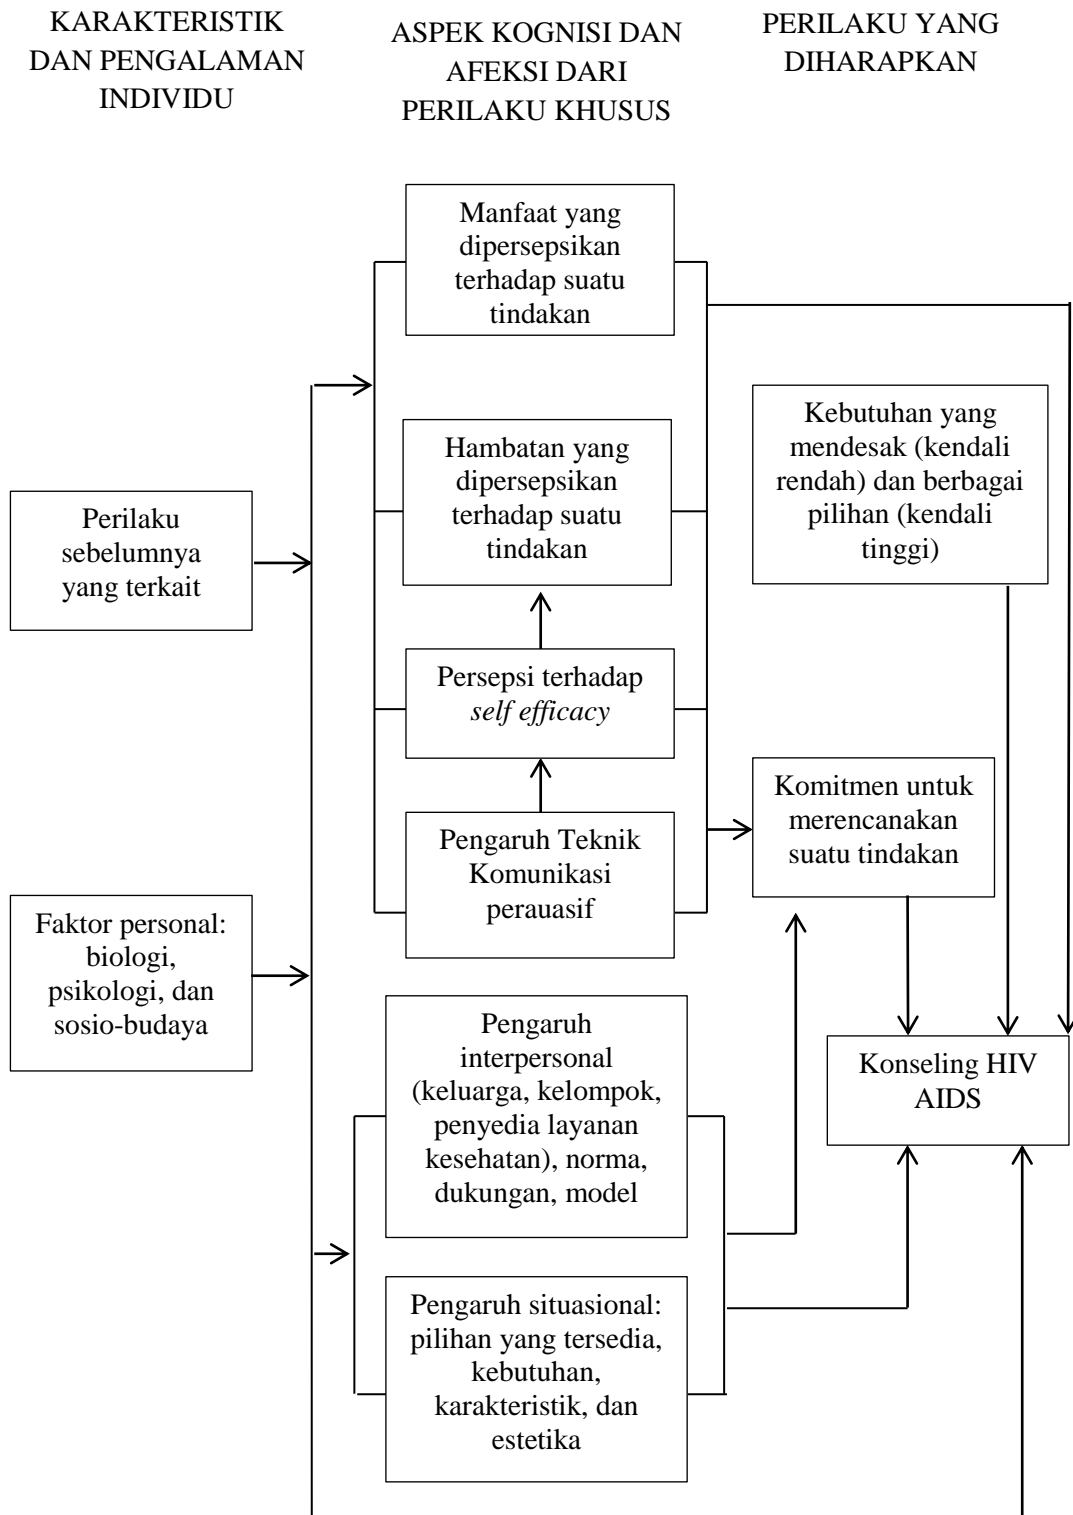 KARAKTERISTIK
DAN PENGALAMAN
INDIVIDU
ASPEK KOGNISI DAN
AFEKSI DARI
PERILAKU KHUSUS
PERILAKU YANG
DIHARAPKAN
Manfaat yang
dipersepsikan
terhadap suatu
tindakan
Hambatan yang
dipersepsikan
terhadap suatu
tindakan
Kebutuhan yang
mendesak (kendali
rendah) dan berbagai
pilihan (kendali
tinggi)
Perilaku
sebelumnya
yang terkait
Persepsi terhadap
self efficacy
Komitmen untuk
merencanakan
suatu tindakan
Pengaruh Teknik
Komunikasi
perauasif
Faktor personal:
biologi,
psikologi, dan
sosio-budaya
Pengaruh
interpersonal
(keluarga, kelompok,
penyedia layanan
kesehatan), norma,
dukungan, model
Konseling HIV
AIDS
Pengaruh situasional:
pilihan yang tersedia,
kebutuhan,
karakteristik, dan
estetika